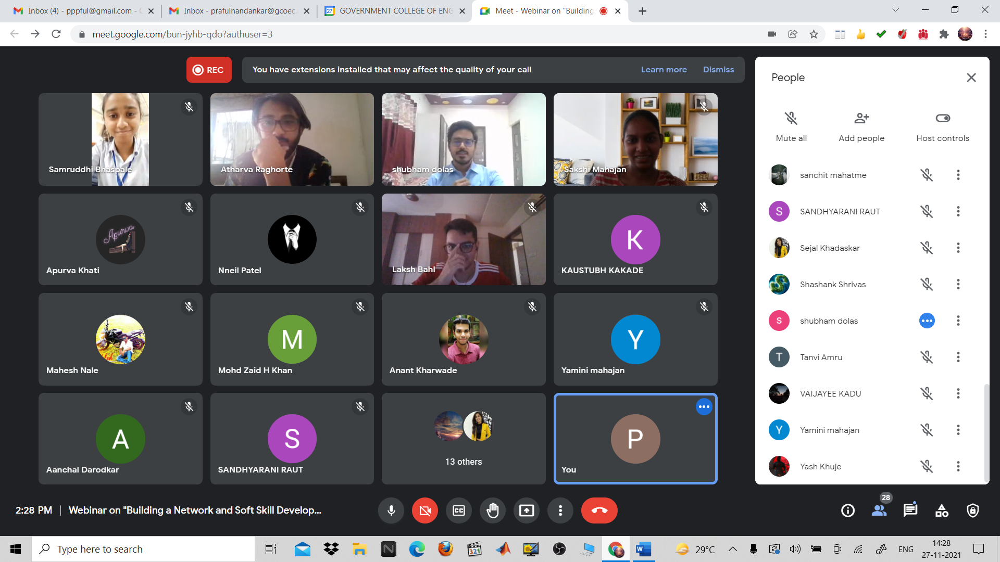 Inbox (4) - pppful@gmail.com - G
Inbox - prafulnandankar@gcoec.
27 GOVERNMENT COLLEGE OF ENG
Meet - Webinar on "Building
meet.google.com/bun-jyhb-qdo?authuser=3
REC
You have extensions installed that may affect the quality of your call
Learn more
Dismiss
People
Mute all
Add people
Host controls
Samruddhi Bhaspale
Atharva Raghorte
shubham dolas
Sakshi Mahajan
Apurva
Apurva Khati
Nneil Patel
Laksh Bahl
K
KAUSTUBH KAKADE
Mahesh Nale
M
Mohd Zaid H Khan
Anant Kharwade
Y
Yamini mahajan
A
Aanchal Darodkar
S
SANDHYARANI RAUT
13 others
P
You
sanchit mahatme
S SANDHYARANI RAUT
Sejal Khadaskar
Shashank Shrivas
S shubham dolas
T Tanvi Amru
VAIJAYEE KADU
Y Yamini mahajan
Yash Khuje
2:28 PM
Webinar on "Building a Network and Soft Skill Develop...
28
Type here to search
N
321
W
29°C
ENG
14:28
27-11-2021